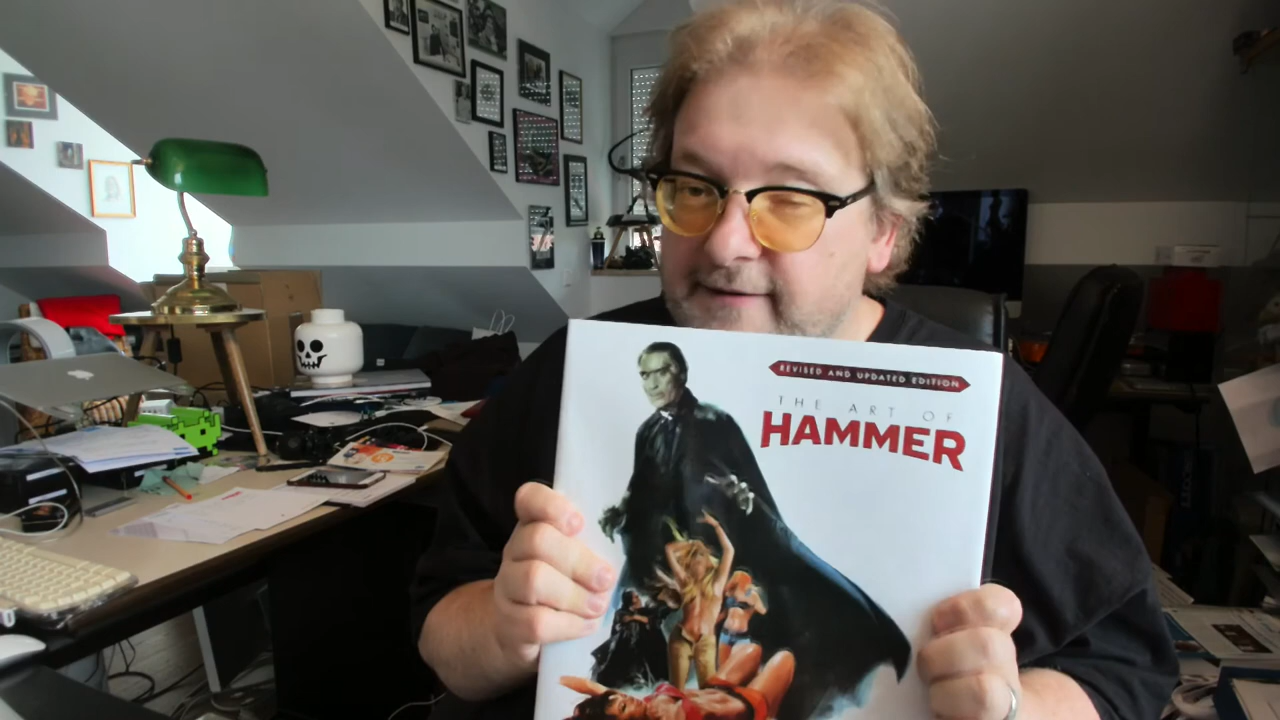 REVISED AND UPDATED EDITION
THE ART OF
HAMMER